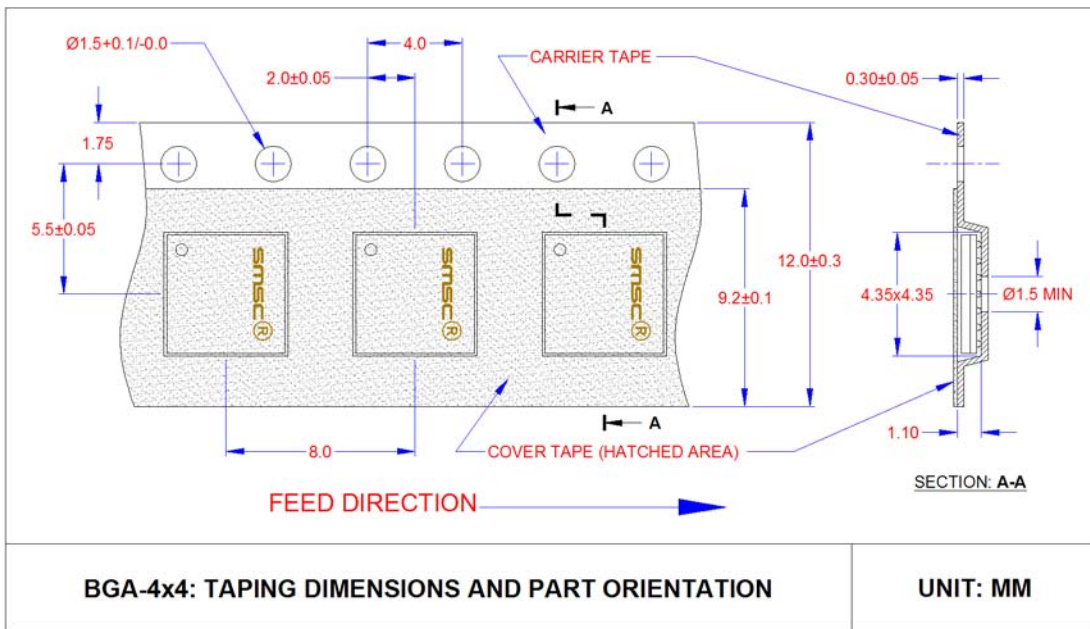 Ø1.5+0.1/-0.0
4.0
CARRIER TAPE
0.30±0.05
2.0±0.05
A
1.75
5.5±0.05
smsc®
smsc®
smsc®
12.0±0.3
9.2±0.1
4.35x4.35
Ø1.5 MIN
A
1.10
8.0
COVER TAPE (HATCHED AREA)
SECTION: A-A
FEED DIRECTION
BGA-4x4: TAPING DIMENSIONS AND PART ORIENTATION
UNIT: MM